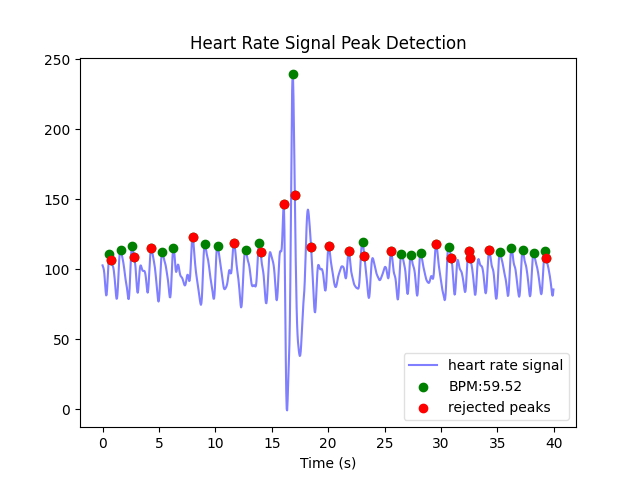 Heart Rate Signal Peak Detection
250
200
150
100
50
0
0 5 10 15 20 25 30 35 40
Time (s)
heart rate signal
BPM:59.52
rejected peaks